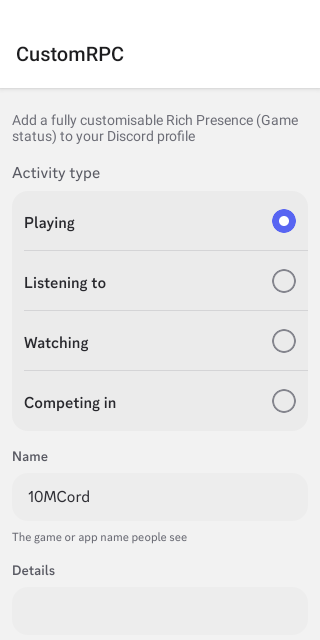 CustomRPC
Add a fully customisable Rich Presence (Game
status) to your Discord profile
Activity type
Playing
Listening to
Watching
Competing in
Name
10MCord
The game or app name people see
Details